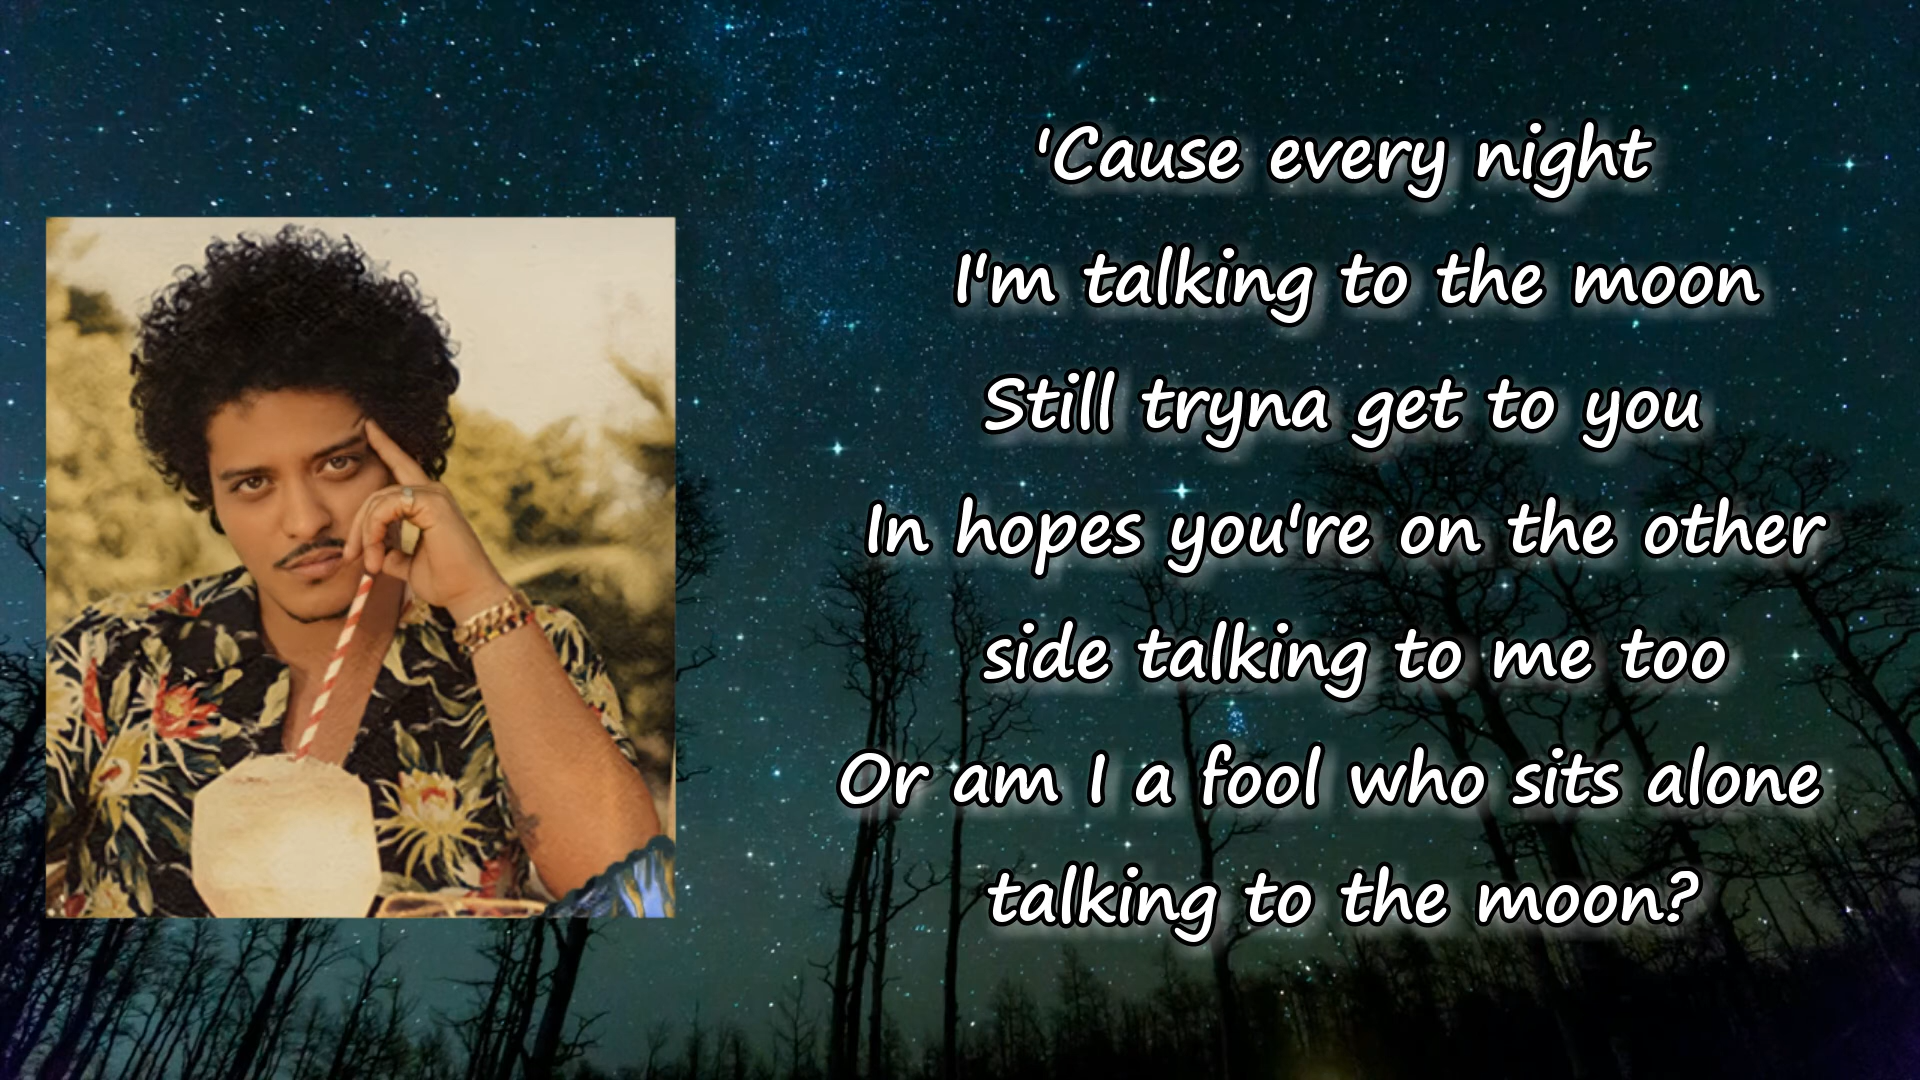 'Cause every night
I'm talking to the moon
Still tryna get to you
In hopes you're on the other
side talking to me too
Or am I a fool who sits alone
talking to the moon?